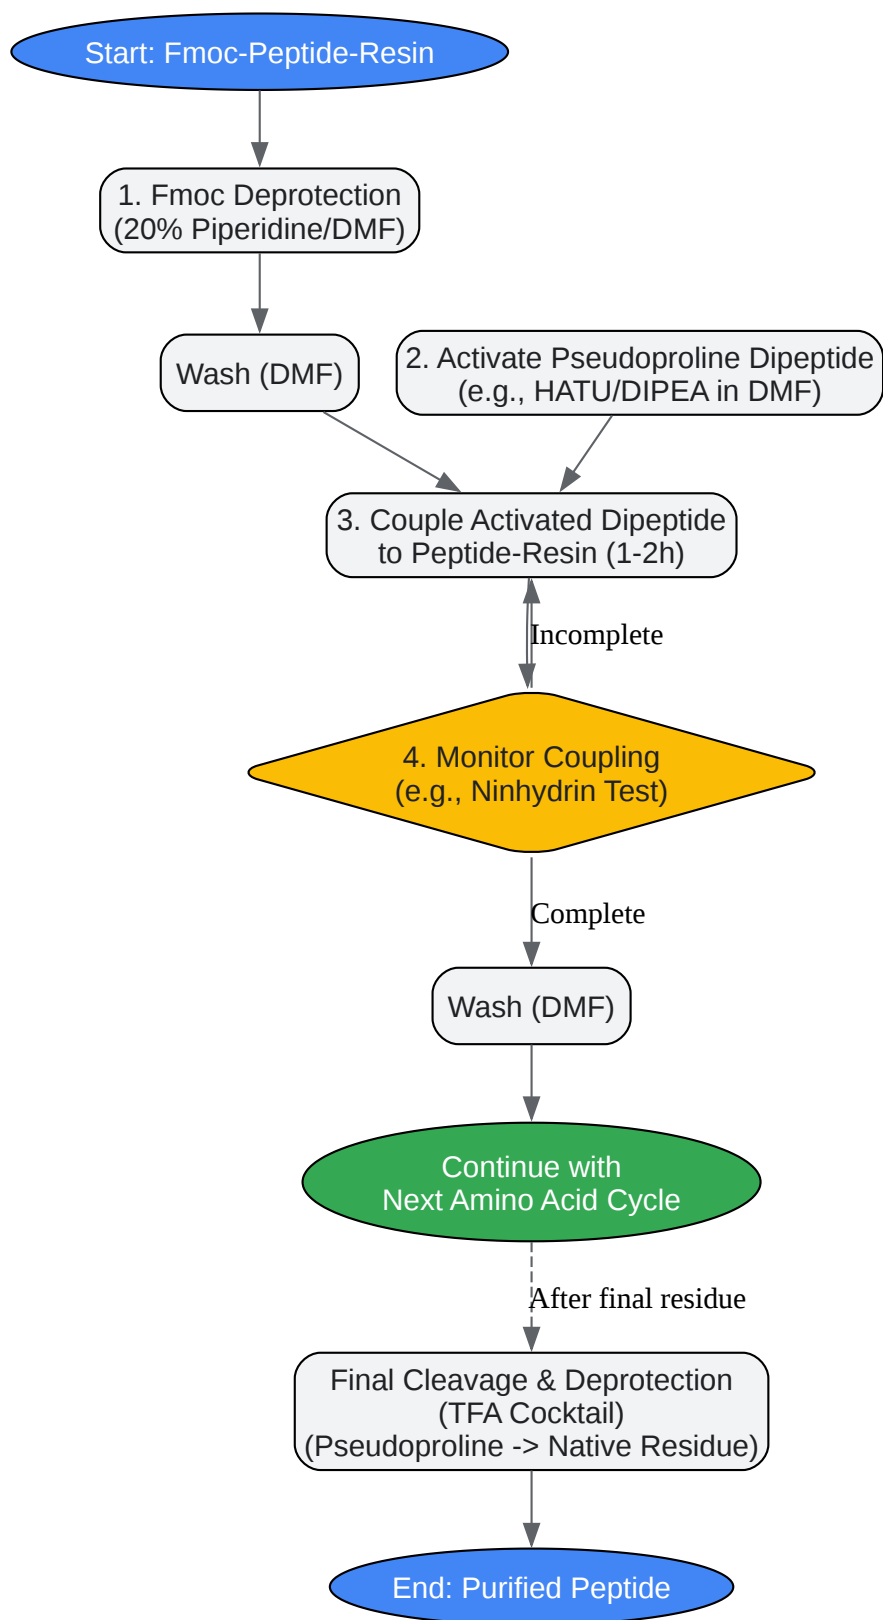 Start: Fmoc-Peptide-Resin
1. Fmoc Deprotection
(20% Piperidine/DMF)
Wash (DMF)
2. Activate Pseudoproline Dipeptide
(e.g., HATU/DIPEA in DMF)
3. Couple Activated Dipeptide
to Peptide-Resin (1-2h)
Incomplete
4. Monitor Coupling
(e.g., Ninhydrin Test)
Complete
Wash (DMF)
Continue with
Next Amino Acid Cycle
After final residue
Final Cleavage & Deprotection
(TFA Cocktail)
(Pseudoproline -> Native Residue)
End: Purified Peptide